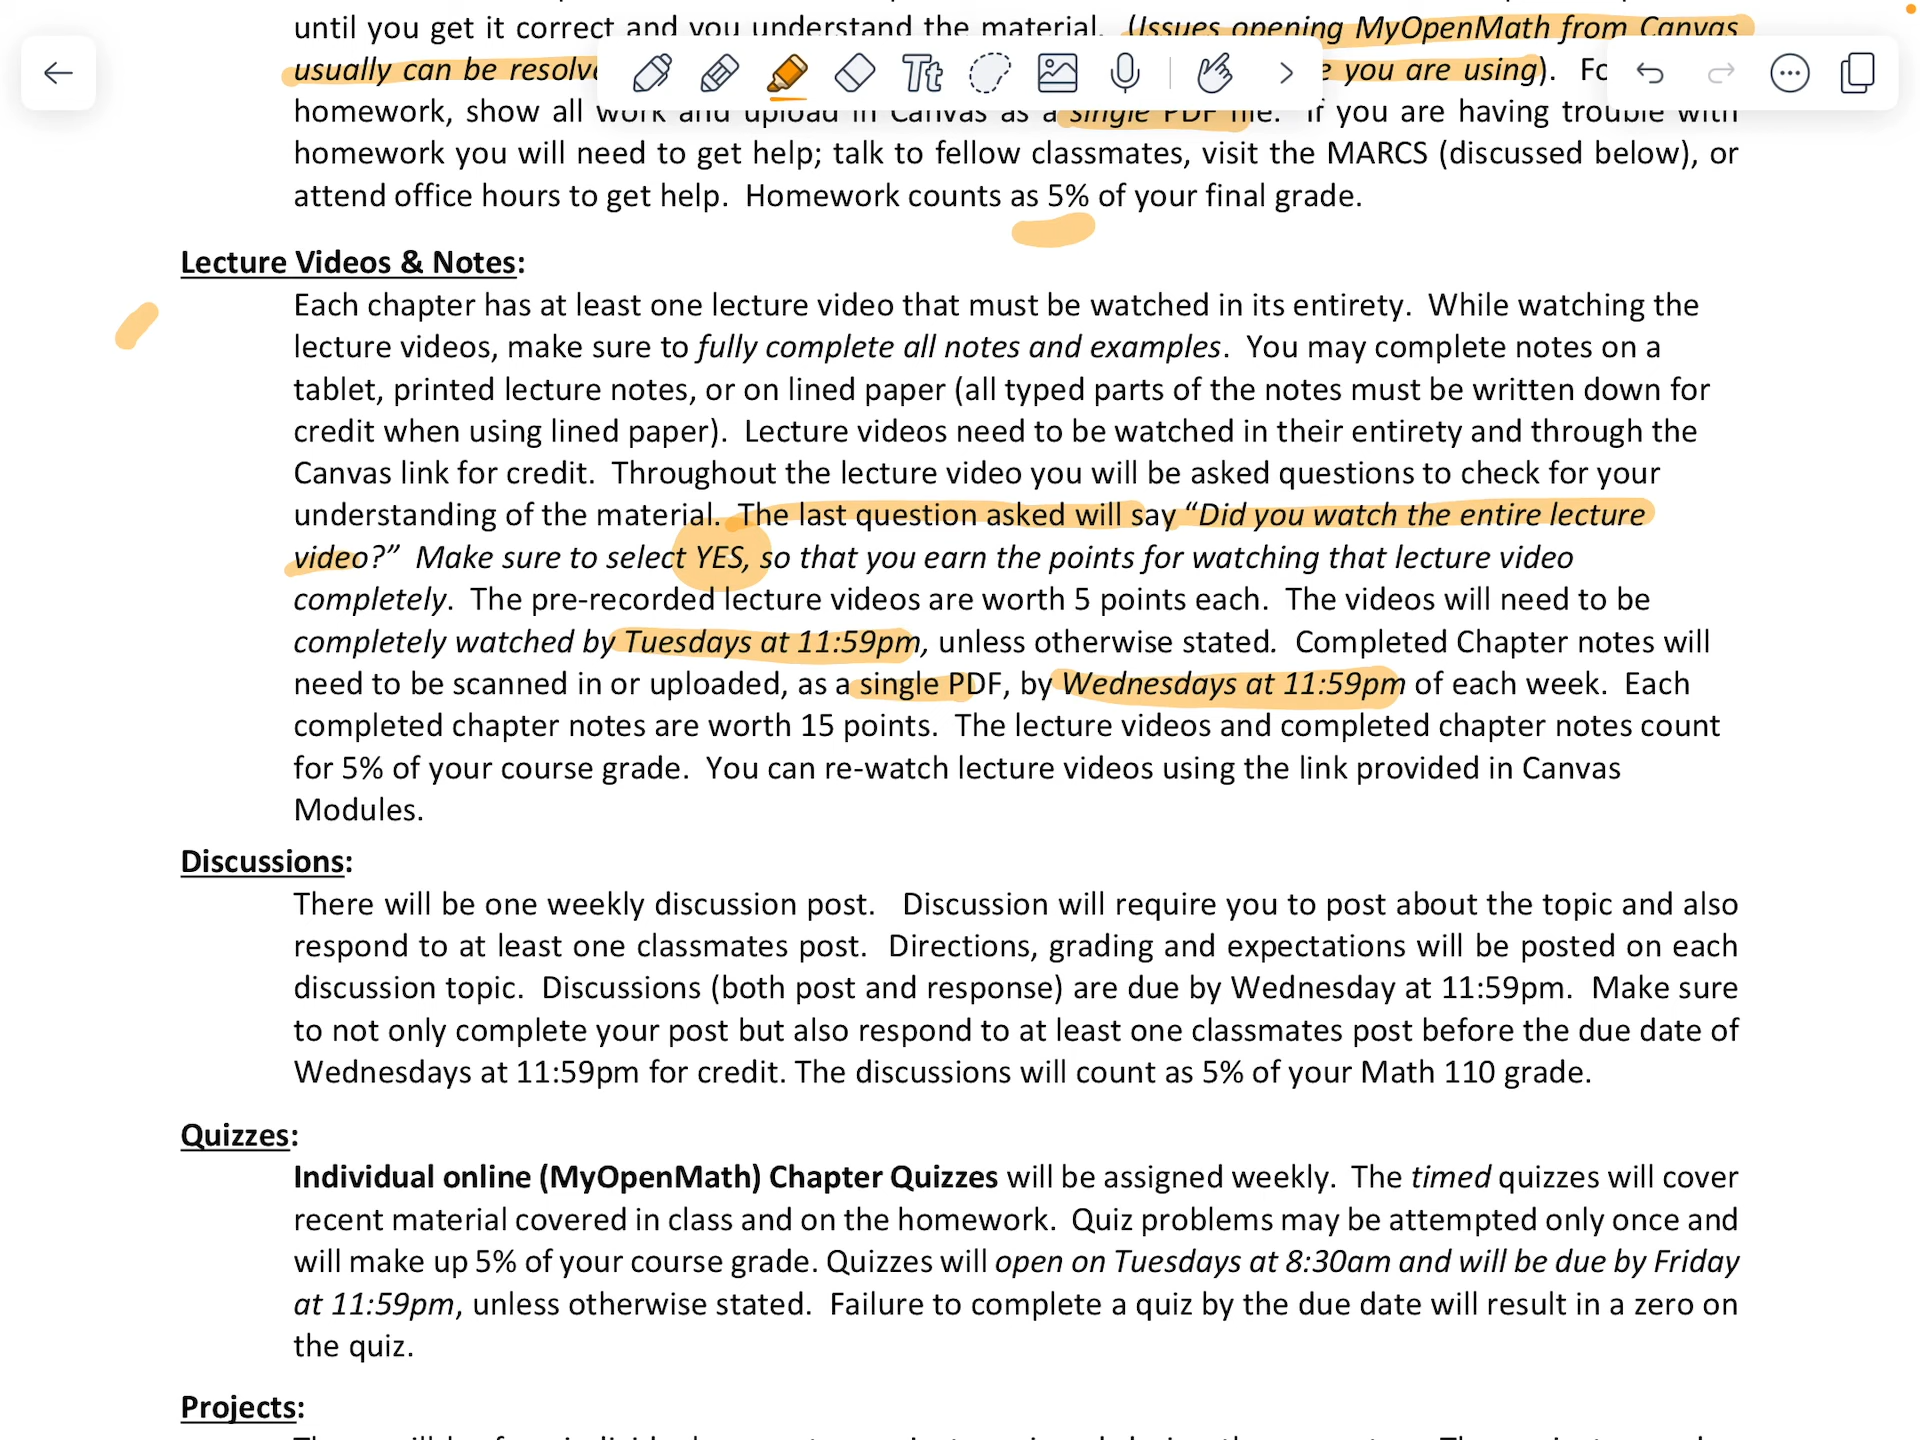 until you get it correct and you understand the material. (Issues opening MyOpenMath from Canvas
usually can be resolv you are using). Fo
homework, show all work and upload in Canvas as a single PDF file. If you are having trouble with
homework you will need to get help; talk to fellow classmates, visit the MARCS (discussed below), or
attend office hours to get help. Homework counts as 5% of your final grade.
Lecture Videos & Notes:
Each chapter has at least one lecture video that must be watched in its entirety. While watching the
lecture videos, make sure to fully complete all notes and examples. You may complete notes on a
tablet, printed lecture notes, or on lined paper (all typed parts of the notes must be written down for
credit when using lined paper). Lecture videos need to be watched in their entirety and through the
Canvas link for credit. Throughout the lecture video you will be asked questions to check for your
understanding of the material. The last question asked will say “Did you watch the entire lecture
video?” Make sure to select YES, so that you earn the points for watching that lecture video
completely. The pre-recorded lecture videos are worth 5 points each. The videos will need to be
completely watched by Tuesdays at 11:59pm, unless otherwise stated. Completed Chapter notes will
need to be scanned in or uploaded, as a single PDF, by Wednesdays at 11:59pm of each week. Each
completed chapter notes are worth 15 points. The lecture videos and completed chapter notes count
for 5% of your course grade. You can re-watch lecture videos using the link provided in Canvas
Modules.
Discussions:
There will be one weekly discussion post. Discussion will require you to post about the topic and also
respond to at least one classmates post. Directions, grading and expectations will be posted on each
discussion topic. Discussions (both post and response) are due by Wednesday at 11:59pm. Make sure
to not only complete your post but also respond to at least one classmates post before the due date of
Wednesdays at 11:59pm for credit. The discussions will count as 5% of your Math 110 grade.
Quizzes:
Individual online (MyOpenMath) Chapter Quizzes will be assigned weekly. The timed quizzes will cover
recent material covered in class and on the homework. Quiz problems may be attempted only once and
will make up 5% of your course grade. Quizzes will open on Tuesdays at 8:30am and will be due by Friday
at 11:59pm, unless otherwise stated. Failure to complete a quiz by the due date will result in a zero on
the quiz.
Projects: